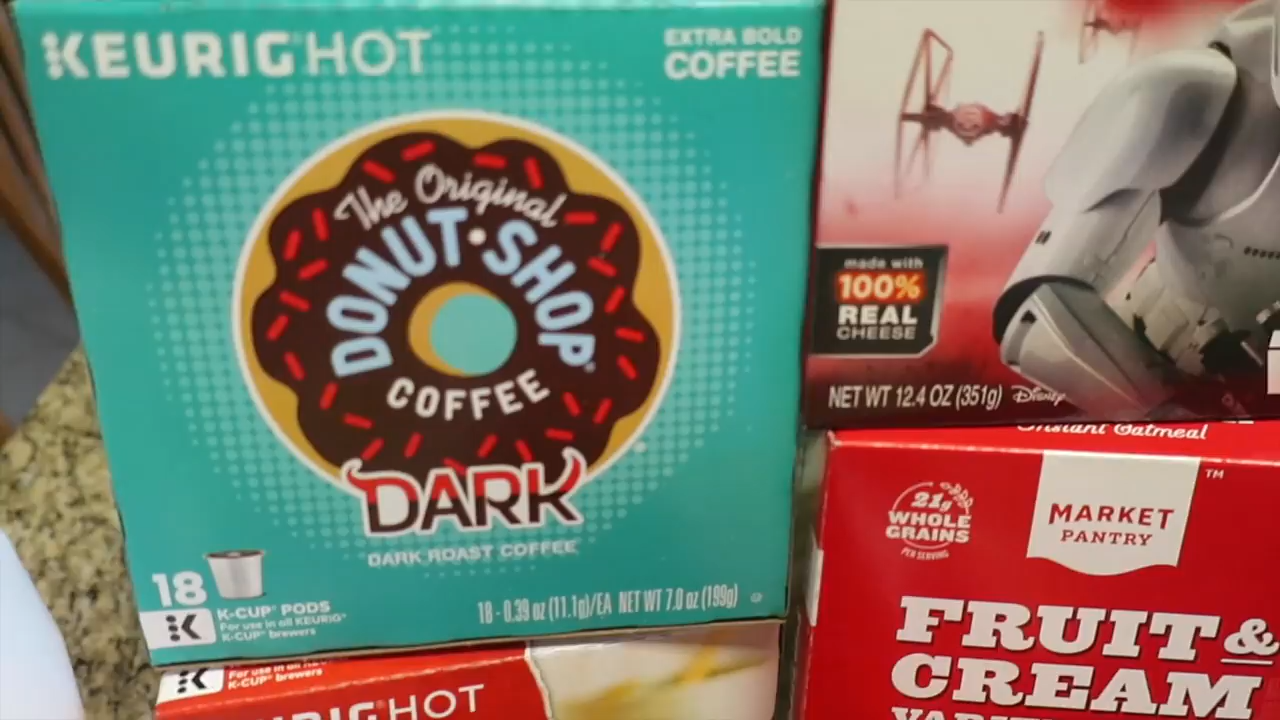 KEURIG HOT
EXTRA BOLD
COFFEE
The Original
DONUT·SHOP
COFFEE
DARK
DARK ROAST COFFEE
18
K-CUP® PODS
For use in all KEURIG®
K-CUP® brewers
18 - 0.39 oz (11.1g)/EA NET WT 7.0 oz (199g)
For use in all
K-CUP® brewers
KEURIG HOT
made with
100%
REAL
CHEESE
NET WT 12.4 OZ (351g) Disney
Instant Oatmeal
21g
WHOLE
GRAINS
PER SERVING
MARKET
PANTRY
™
FRUIT &
CREAM